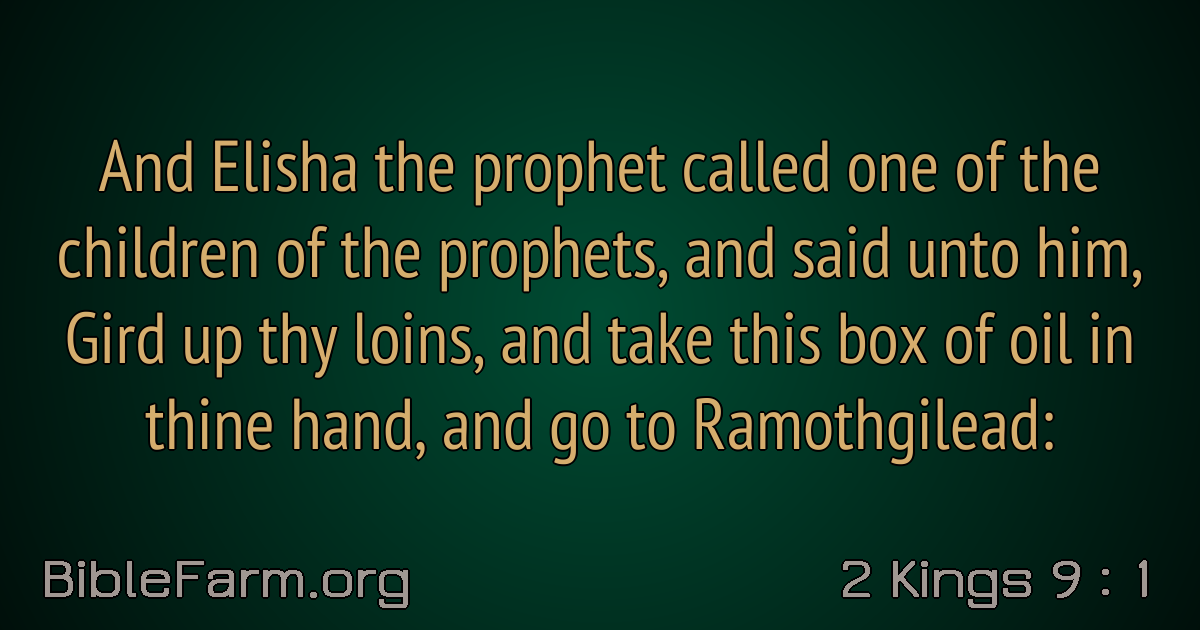 And Elisha the prophet called one of the
children of the prophets, and said unto him,
Gird up thy loins, and take this box of oil in
thine hand, and go to Ramothgilead:
BibleFarm.org
2 Kings 9 : 1